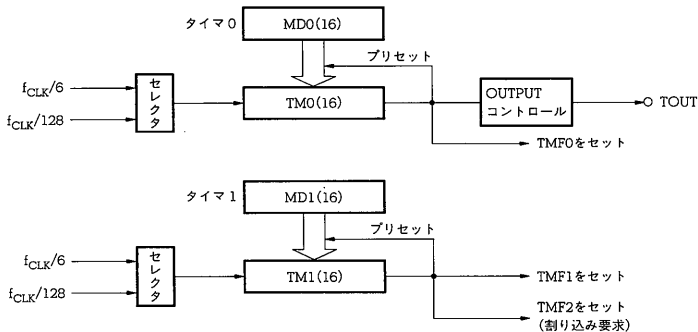 タイマ0
MD0(16)
プリセット
fCLK/6
fCLK/128
セレクタ
TM0(16)
OUTPUT
コントロール
TOUT
TMF0をセット
タイマ1
MD1(16)
プリセット
fCLK/6
fCLK/128
セレクタ
TM1(16)
TMF1をセット
TMF2をセット
(割り込み要求)